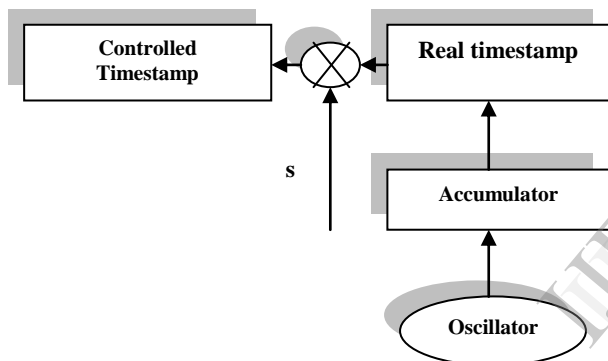 Controlled
Timestamp
Real timestamp
s
Accumulator
Oscillator